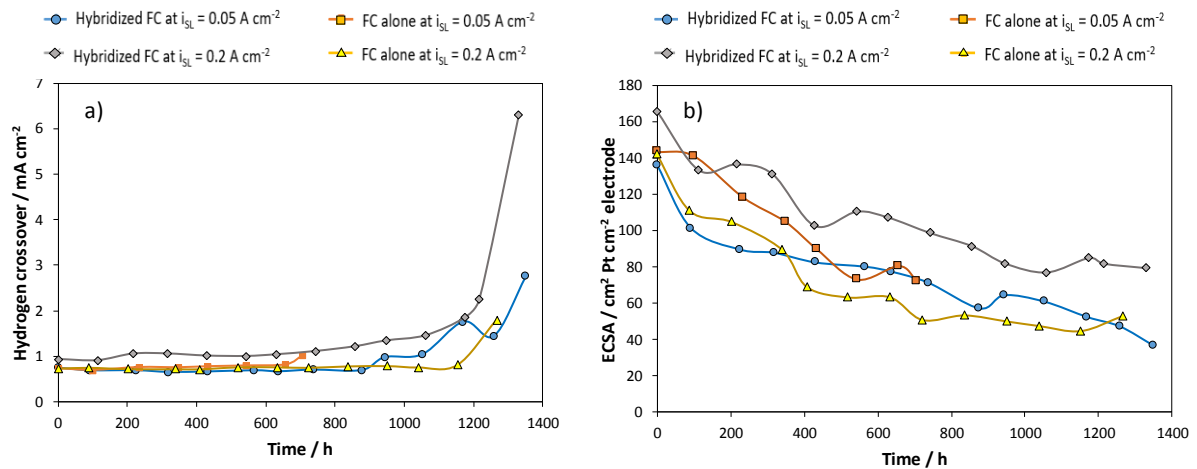 Hybridized FC at iSL = 0.05 A cm⁻²
FC alone at iSL = 0.05 A cm⁻²
Hybridized FC at iSL = 0.2 A cm⁻²
FC alone at iSL = 0.2 A cm⁻²
a)
Hydrogen crossover / mA cm⁻²
7
6
5
4
3
2
1
0
0 200 400 600 800 1000 1200 1400
Time / h
Hybridized FC at iSL = 0.05 A cm⁻²
FC alone at iSL = 0.05 A cm⁻²
Hybridized FC at iSL = 0.2 A cm⁻²
FC alone at iSL = 0.2 A cm⁻²
b)
ECSA / cm² Pt cm⁻² electrode
180
160
140
120
100
80
60
40
20
0
0 200 400 600 800 1000 1200 1400
Time / h